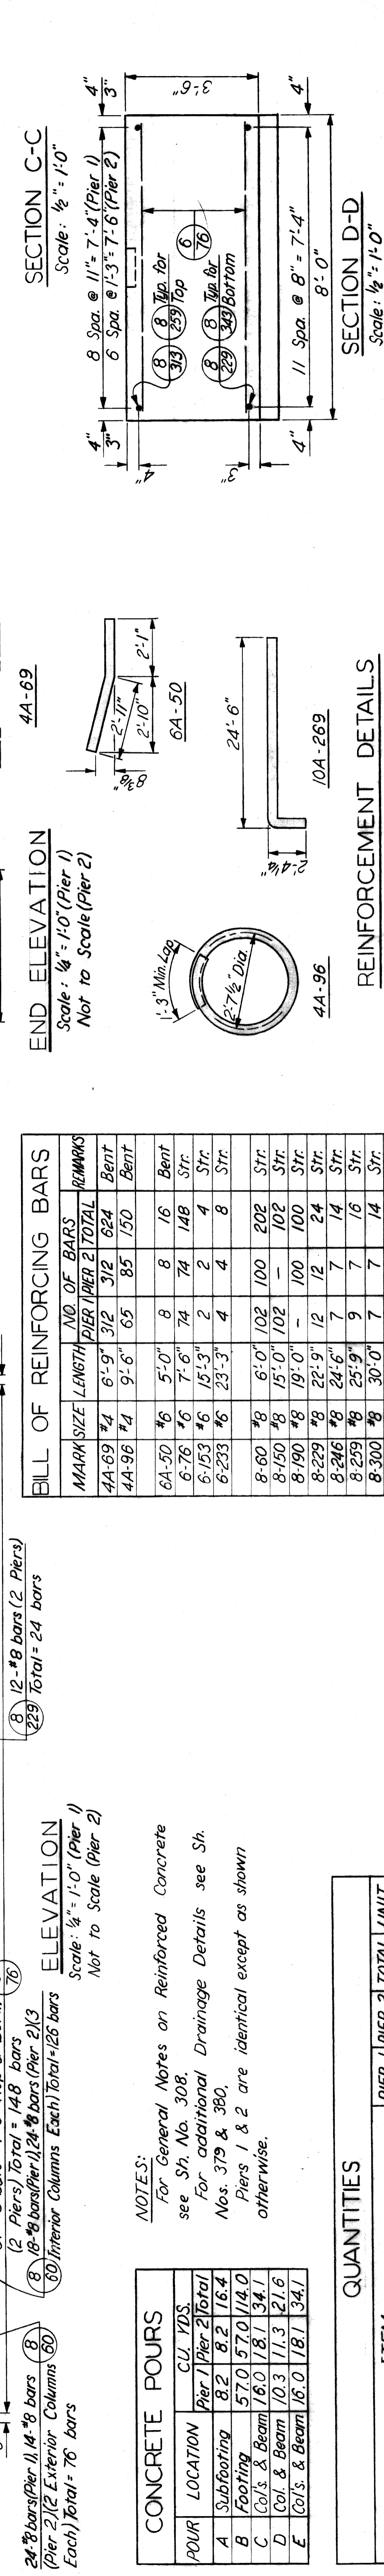 24-#8 bars (Pier 1), 14-#8 bars 8
(Pier 2)(2 Exterior Columns 60
Each) Total = 76 bars
76
(2 Piers) Total = 148 bars
8 18-#8 bars (Pier 1), 24-#8 bars (Pier 2)(3
60 Interior Columns Each) Total = 126 bars
ELEVATION
Scale: 1/4" = 1'-0" (Pier 1)
Not to Scale (Pier 2)
8 12-#8 bars (2 Piers)
229 Total = 24 bars
CONCRETE POURS
POUR LOCATION CU. YDS.
Pier 1 Pier 2 Total
A Subfooting 8.2 8.2 16.4
B Footing 57.0 57.0 114.0
C Col's. & Beam 16.0 18.1 34.1
D Col. & Beam 10.3 11.3 21.6
E Col's. & Beam 16.0 18.1 34.1
NOTES:
For General Notes on Reinforced Concrete
see Sh. No. 308.
For additional Drainage Details see Sh.
Nos. 379 & 380.
Piers 1 & 2 are identical except as shown
otherwise.
QUANTITIES
ITEM PIER 1 PIER 2 TOTAL UNIT
BILL OF REINFORCING BARS
MARK SIZE LENGTH NO. OF BARS REMARKS
PIER 1 PIER 2 TOTAL
4A-69 #4 6'-9" 312 312 624 Bent
4A-96 #4 9'-6" 65 85 150 Bent
6A-50 #6 5'-0" 8 8 16 Bent
6-76 #6 7'-6" 74 74 148 Str.
6-153 #6 15'-3" 2 2 4 Str.
6-233 #6 23'-3" 4 4 8 Str.
8-60 #8 6'-0" 102 100 202 Str.
8-150 #8 15'-0" 102 - 102 Str.
8-190 #8 19'-0" - 100 100 Str.
8-229 #8 22'-9" 12 12 24 Str.
8-246 #8 24'-6" 7 7 14 Str.
8-259 #8 25'-9" 9 7 16 Str.
8-300 #8 30'-0" 7 7 14 Str.
END ELEVATION
Scale: 1/4" = 1'-0" (Pier 1)
Not to Scale (Pier 2)
4A-69
1'-3" Min. Lap
2'-7 1/2" Dia.
4A-96
8 3/8"
2'-11"
2'-10"
2'-1"
6A-50
24'-6"
2'-4 1/4"
10A-269
REINFORCEMENT DETAILS
SECTION C-C
Scale: 1/2" = 1'-0"
4" 8 Spa. @ 11" = 7'-4" (Pier 1) 4"
3" 6 Spa. @ 1'-3" = 7'-6" (Pier 2) 3"
4"
3'-6"
8 8 Typ. for
313 259 Top
6
76
8 8 Typ. for
229 343 Bottom
3"
4" 11 Spa. @ 8" = 7'-4" 4"
8'-0"
SECTION D-D
Scale: 1/2" = 1'-0"